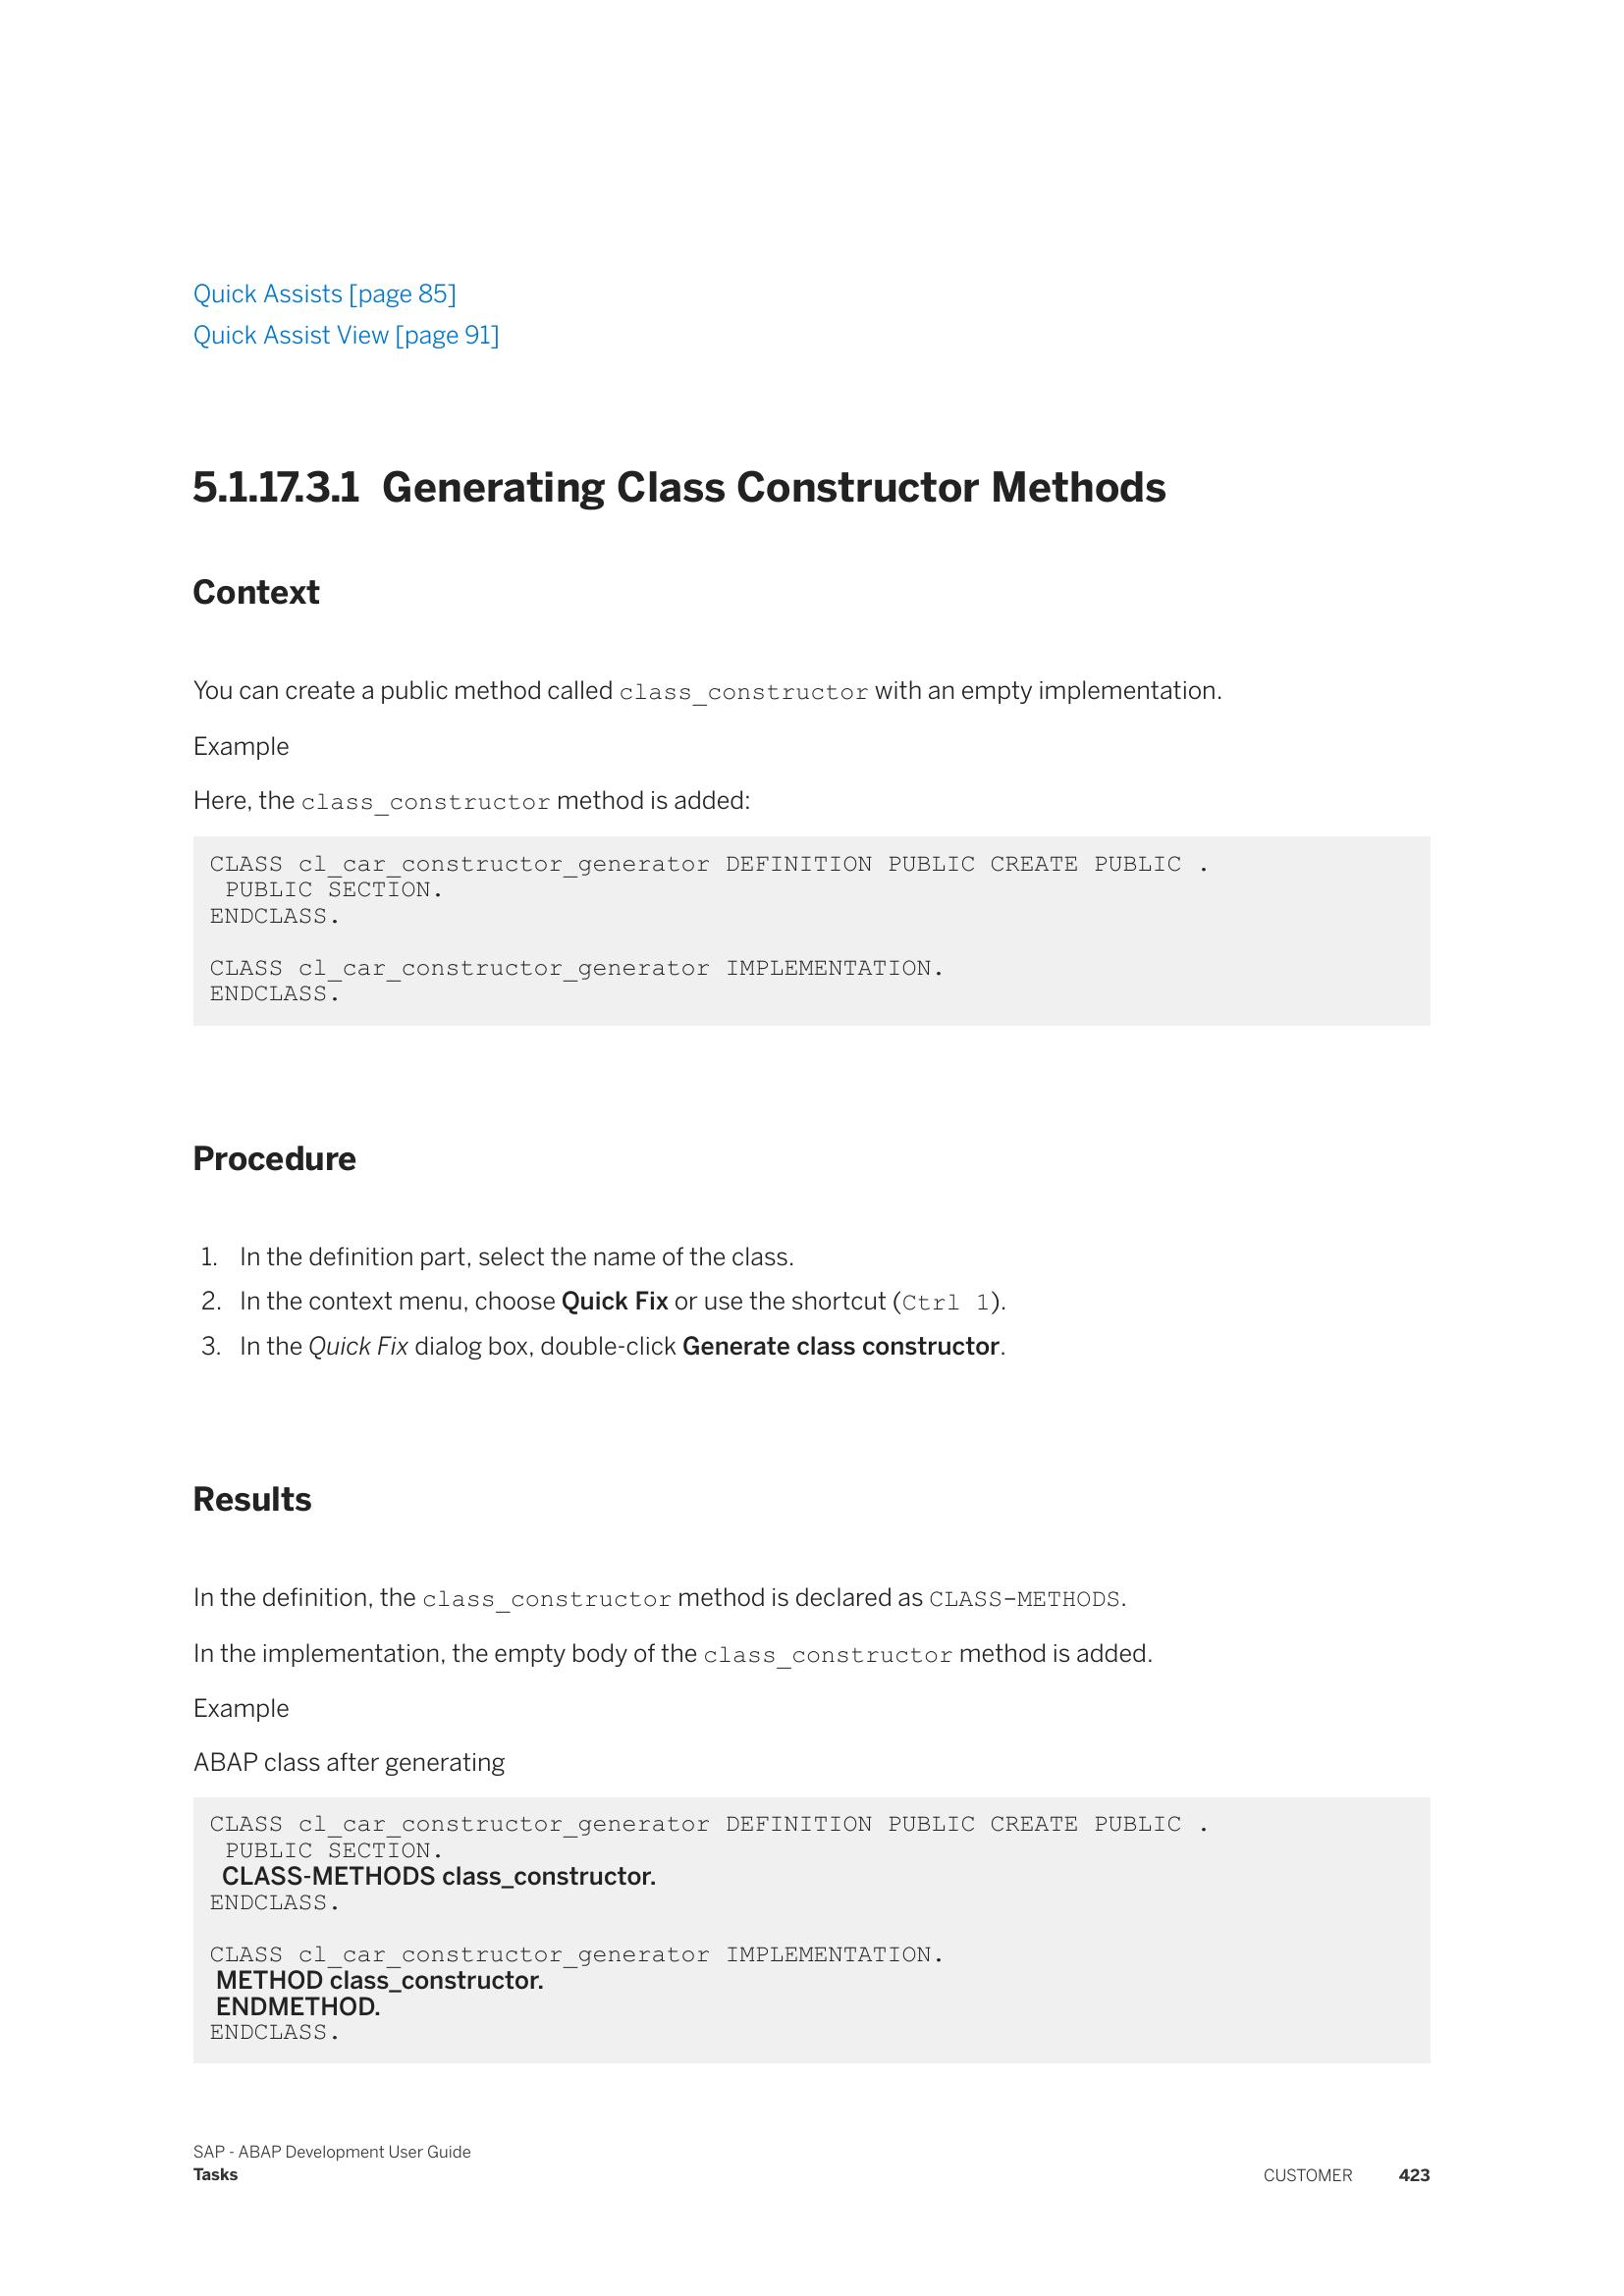 Quick Assists [page 85]
Quick Assist View [page 91]
5.1.17.3.1 Generating Class Constructor Methods
Context
You can create a public method called class_constructor with an empty implementation.
Example
Here, the class_constructor method is added:
CLASS cl_car_constructor_generator DEFINITION PUBLIC CREATE PUBLIC .
 PUBLIC SECTION.
ENDCLASS.
CLASS cl_car_constructor_generator IMPLEMENTATION.
ENDCLASS.
Procedure
1. In the definition part, select the name of the class.
2. In the context menu, choose Quick Fix or use the shortcut (Ctrl 1).
3. In the Quick Fix dialog box, double-click Generate class constructor.
Results
In the definition, the class_constructor method is declared as CLASS-METHODS.
In the implementation, the empty body of the class_constructor method is added.
Example
ABAP class after generating
CLASS cl_car_constructor_generator DEFINITION PUBLIC CREATE PUBLIC .
 PUBLIC SECTION.
 CLASS-METHODS class_constructor.
ENDCLASS.
CLASS cl_car_constructor_generator IMPLEMENTATION.
 METHOD class_constructor.
 ENDMETHOD.
ENDCLASS.
SAP - ABAP Development User Guide
Tasks
CUSTOMER 423